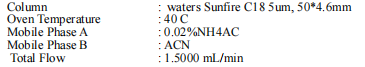 Column : waters Sunfire C18 5um, 50*4.6mm
Oven Temperature : 40 C
Mobile Phase A : 0.02%NH4AC
Mobile Phase B : ACN
Total Flow : 1.5000 mL/min